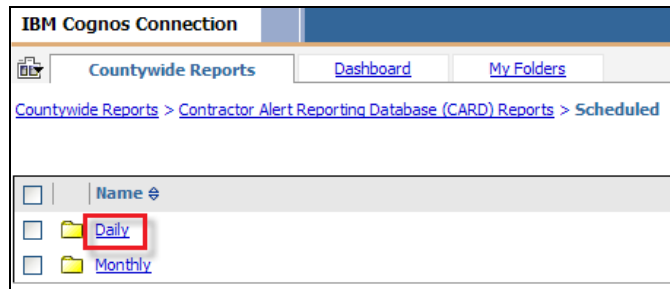 IBM Cognos Connection
Countywide Reports Dashboard My Folders
Countywide Reports > Contractor Alert Reporting Database (CARD) Reports > Scheduled
Name
Daily
Monthly